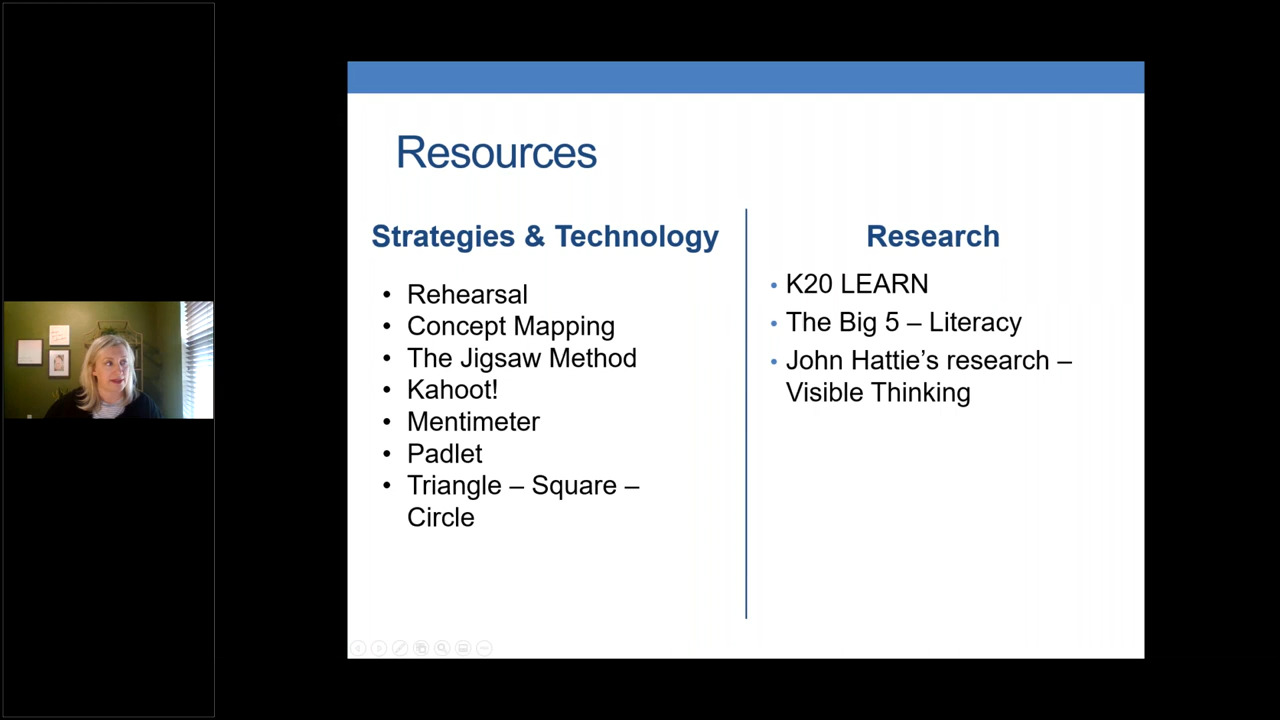 Resources
Strategies & Technology
• Rehearsal
• Concept Mapping
• The Jigsaw Method
• Kahoot!
• Mentimeter
• Padlet
• Triangle – Square –
Circle
Research
• K20 LEARN
• The Big 5 – Literacy
• John Hattie’s research –
Visible Thinking